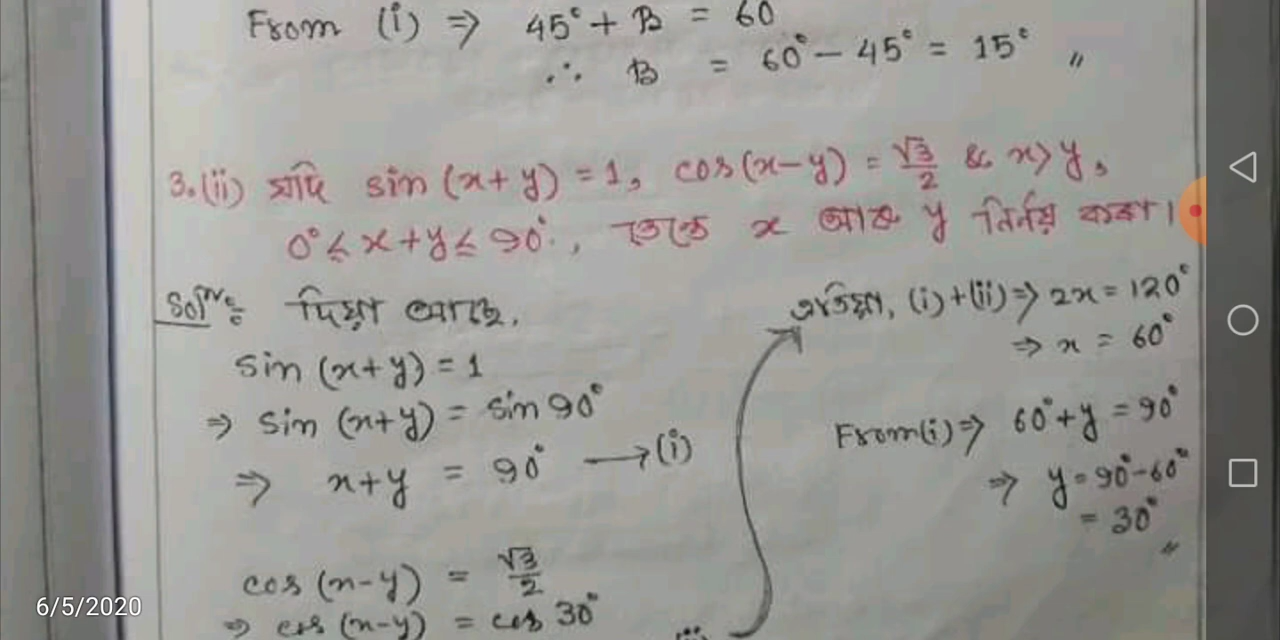 From (i) ⇒ 45° + B = 60
∴ B = 60° − 45° = 15° 〃
3.(ii) যদি sin (x+y) = 1, cos(x−y) = √3/2 & x>y,
0° ≤ x+y ≤ 90°, তেন্তে x আৰু y নিৰ্নয় কৰা।
Solⁿ: দিয়া আছে,
sin (x+y) = 1
⇒ sin (x+y) = sin 90°
⇒ x+y = 90° ⟶ (i)
cos (x−y) = √3/2
⇒ cos (x−y) = cos 30°
এতিয়া, (i)+(ii) ⇒ 2x = 120°
⇒ x = 60°
From(i) ⇒ 60°+y = 90°
⇒ y = 90°−60°
= 30°
〃
6/5/2020